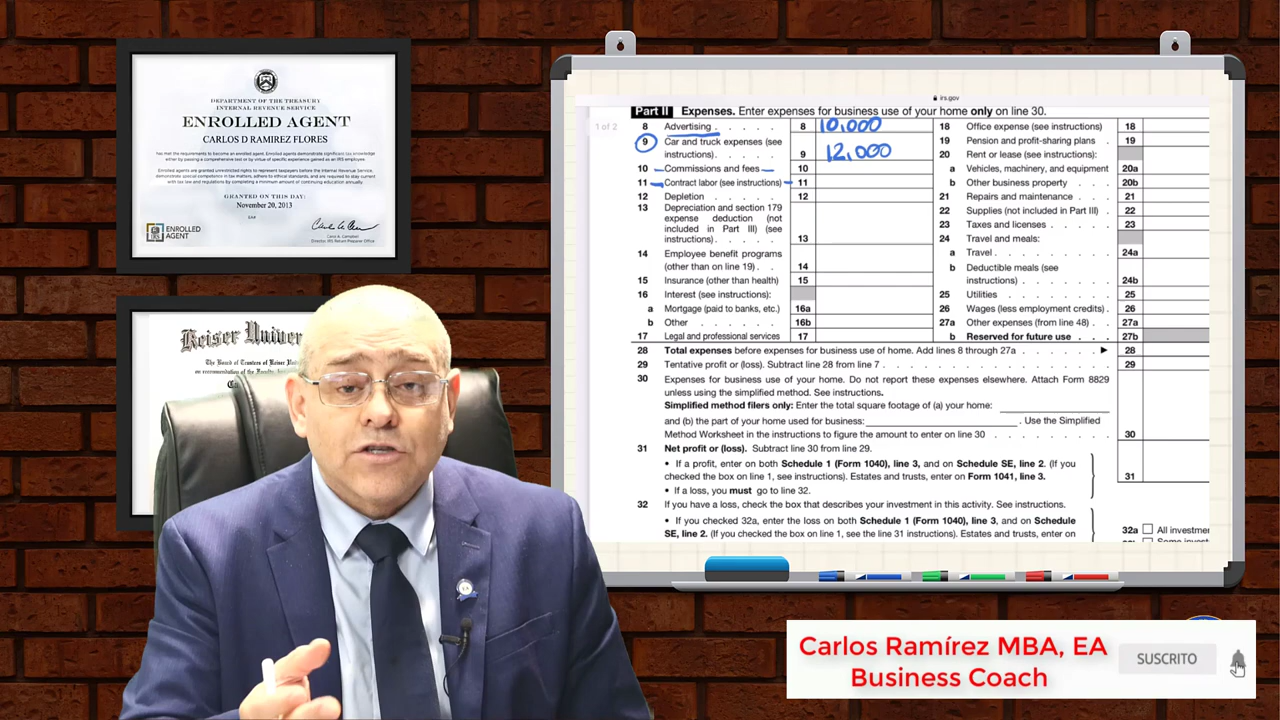 DEPARTMENT OF THE TREASURY
INTERNAL REVENUE SERVICE
ENROLLED AGENT
CARLOS D RAMIREZ FLORES
GRANTED ON THIS DAY:
November 20, 2013
IRS
ENROLLED
AGENT
Keiser Univer
The Board of Trustees of Keiser
on recommendation of the Faculty
irs.gov
1 of 2
Part II Expenses. Enter expenses for business use of your home only on line 30.
8 Advertising . . . . . 8 10,000
9 Car and truck expenses (see
instructions) . . . . . 9 12,000
10 Commissions and fees 10
11 Contract labor (see instructions) 11
12 Depletion . . . . . 12
13 Depreciation and section 179
expense deduction (not
included in Part III) (see
instructions) . . . . . 13
14 Employee benefit programs
(other than on line 19) . . 14
15 Insurance (other than health) 15
16 Interest (see instructions):
a Mortgage (paid to banks, etc.) 16a
b Other . . . . . . 16b
17 Legal and professional services 17
18 Office expense (see instructions) 18
19 Pension and profit-sharing plans . 19
20 Rent or lease (see instructions):
a Vehicles, machinery, and equipment 20a
b Other business property . . . 20b
21 Repairs and maintenance . . . 21
22 Supplies (not included in Part III) . 22
23 Taxes and licenses . . . . . 23
24 Travel and meals:
a Travel . . . . . . . . . 24a
b Deductible meals (see
instructions) . . . . . . . 24b
25 Utilities . . . . . . . . 25
26 Wages (less employment credits) . 26
27a Other expenses (from line 48) . . 27a
b Reserved for future use . . . 27b
28 Total expenses before expenses for business use of home. Add lines 8 through 27a . . . . . . ▶ 28
29 Tentative profit or (loss). Subtract line 28 from line 7 . . . . . . . . . . . . . . . . . 29
30 Expenses for business use of your home. Do not report these expenses elsewhere. Attach Form 8829
unless using the simplified method. See instructions.
Simplified method filers only: Enter the total square footage of (a) your home:
and (b) the part of your home used for business: . Use the Simplified
Method Worksheet in the instructions to figure the amount to enter on line 30 . . . . . . . . . 30
31 Net profit or (loss). Subtract line 30 from line 29.
• If a profit, enter on both Schedule 1 (Form 1040), line 3, and on Schedule SE, line 2. (If you
checked the box on line 1, see instructions). Estates and trusts, enter on Form 1041, line 3. 31
• If a loss, you must go to line 32.
32 If you have a loss, check the box that describes your investment in this activity. See instructions.
• If you checked 32a, enter the loss on both Schedule 1 (Form 1040), line 3, and on Schedule
SE, line 2. (If you checked the box on line 1, see the line 31 instructions). Estates and trusts, enter on
32a All investmen
Carlos Ramírez MBA, EA
Business Coach
SUSCRITO